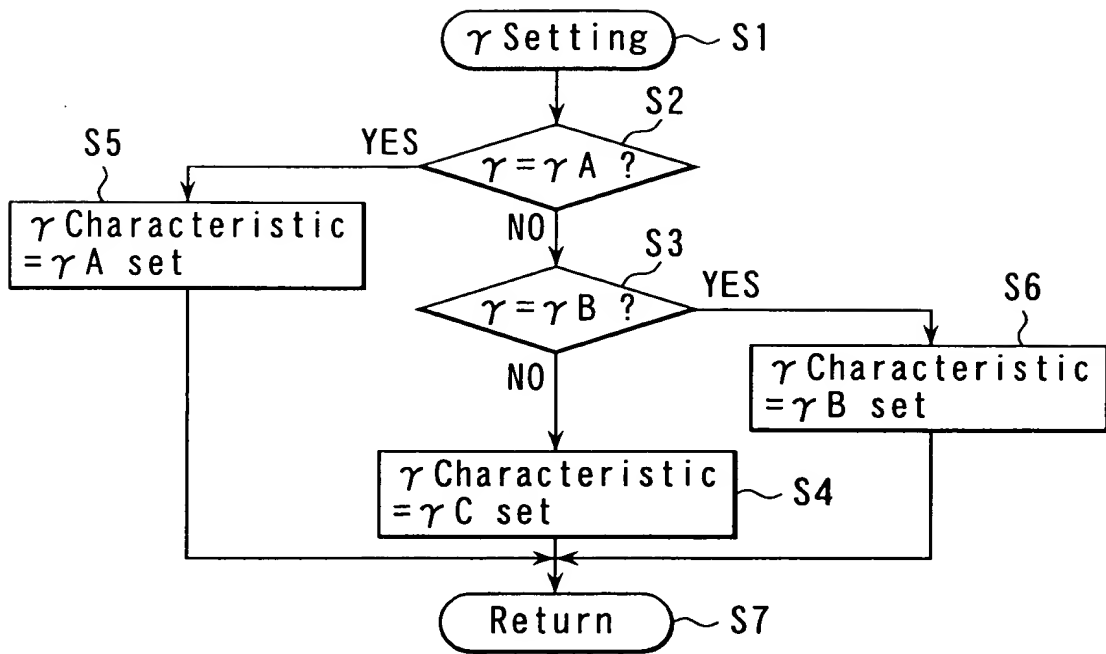 γ Setting
S1
S2
YES
S5
γ = γ A ?
γ Characteristic
= γ A set
NO
S3
YES
γ = γ B ?
S6
NO
γ Characteristic
= γ B set
γ Characteristic
= γ C set
S4
Return
S7